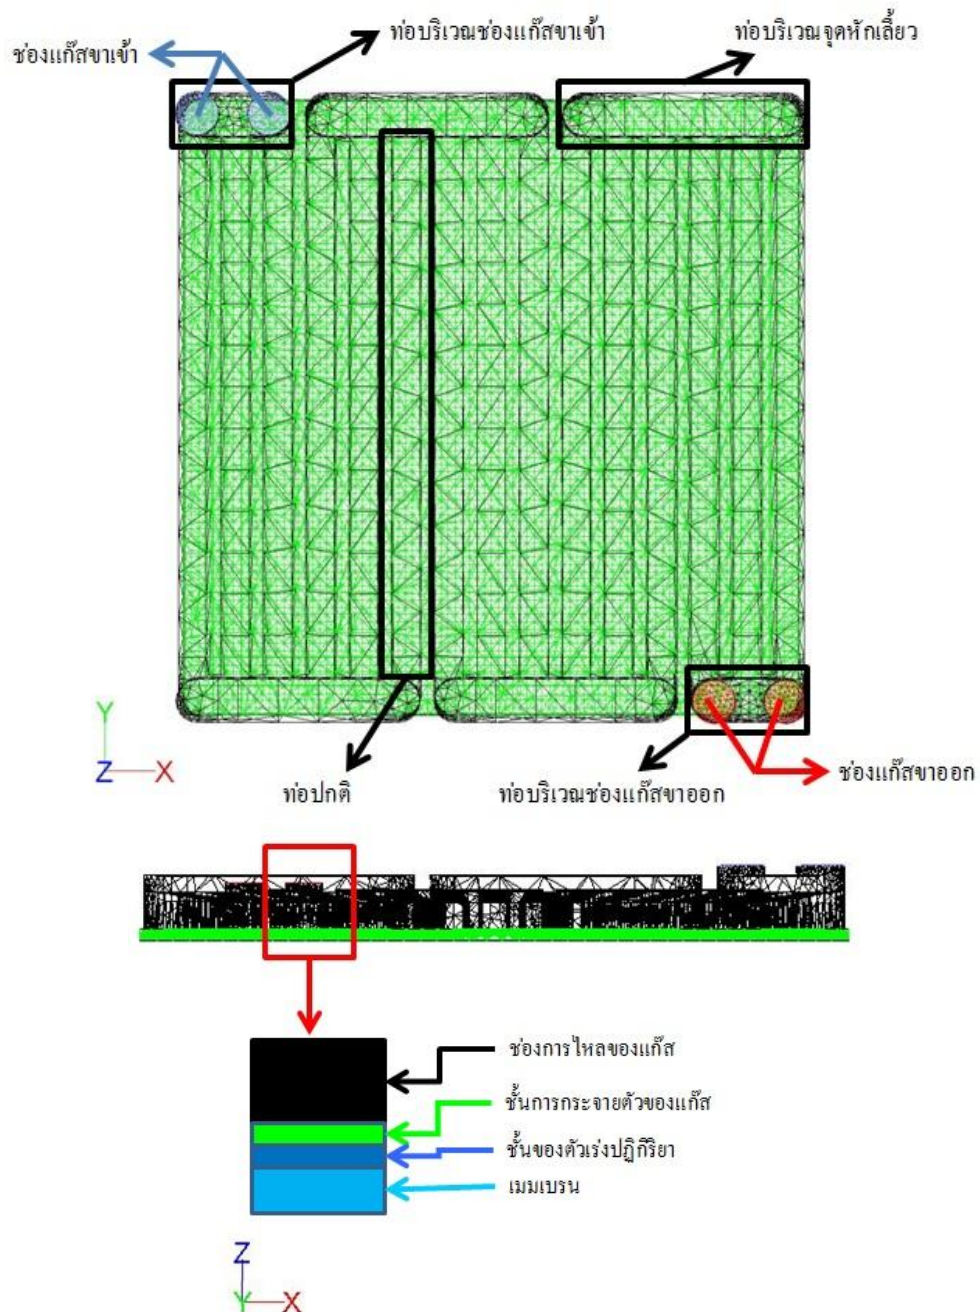 ช่องแก๊สขาเข้า
ท่อบริเวณช่องแก๊สขาเข้า
ท่อบริเวณจุดหักเลี้ยว
Y
Z
X
ท่อปกติ
ท่อบริเวณช่องแก๊สขาออก
ช่องแก๊สขาออก
ช่องการไหลของแก๊ส
ชั้นการกระจายตัวของแก๊ส
ชั้นของตัวเร่งปฏิกิริยา
เมมเบรน
Z
Y
X